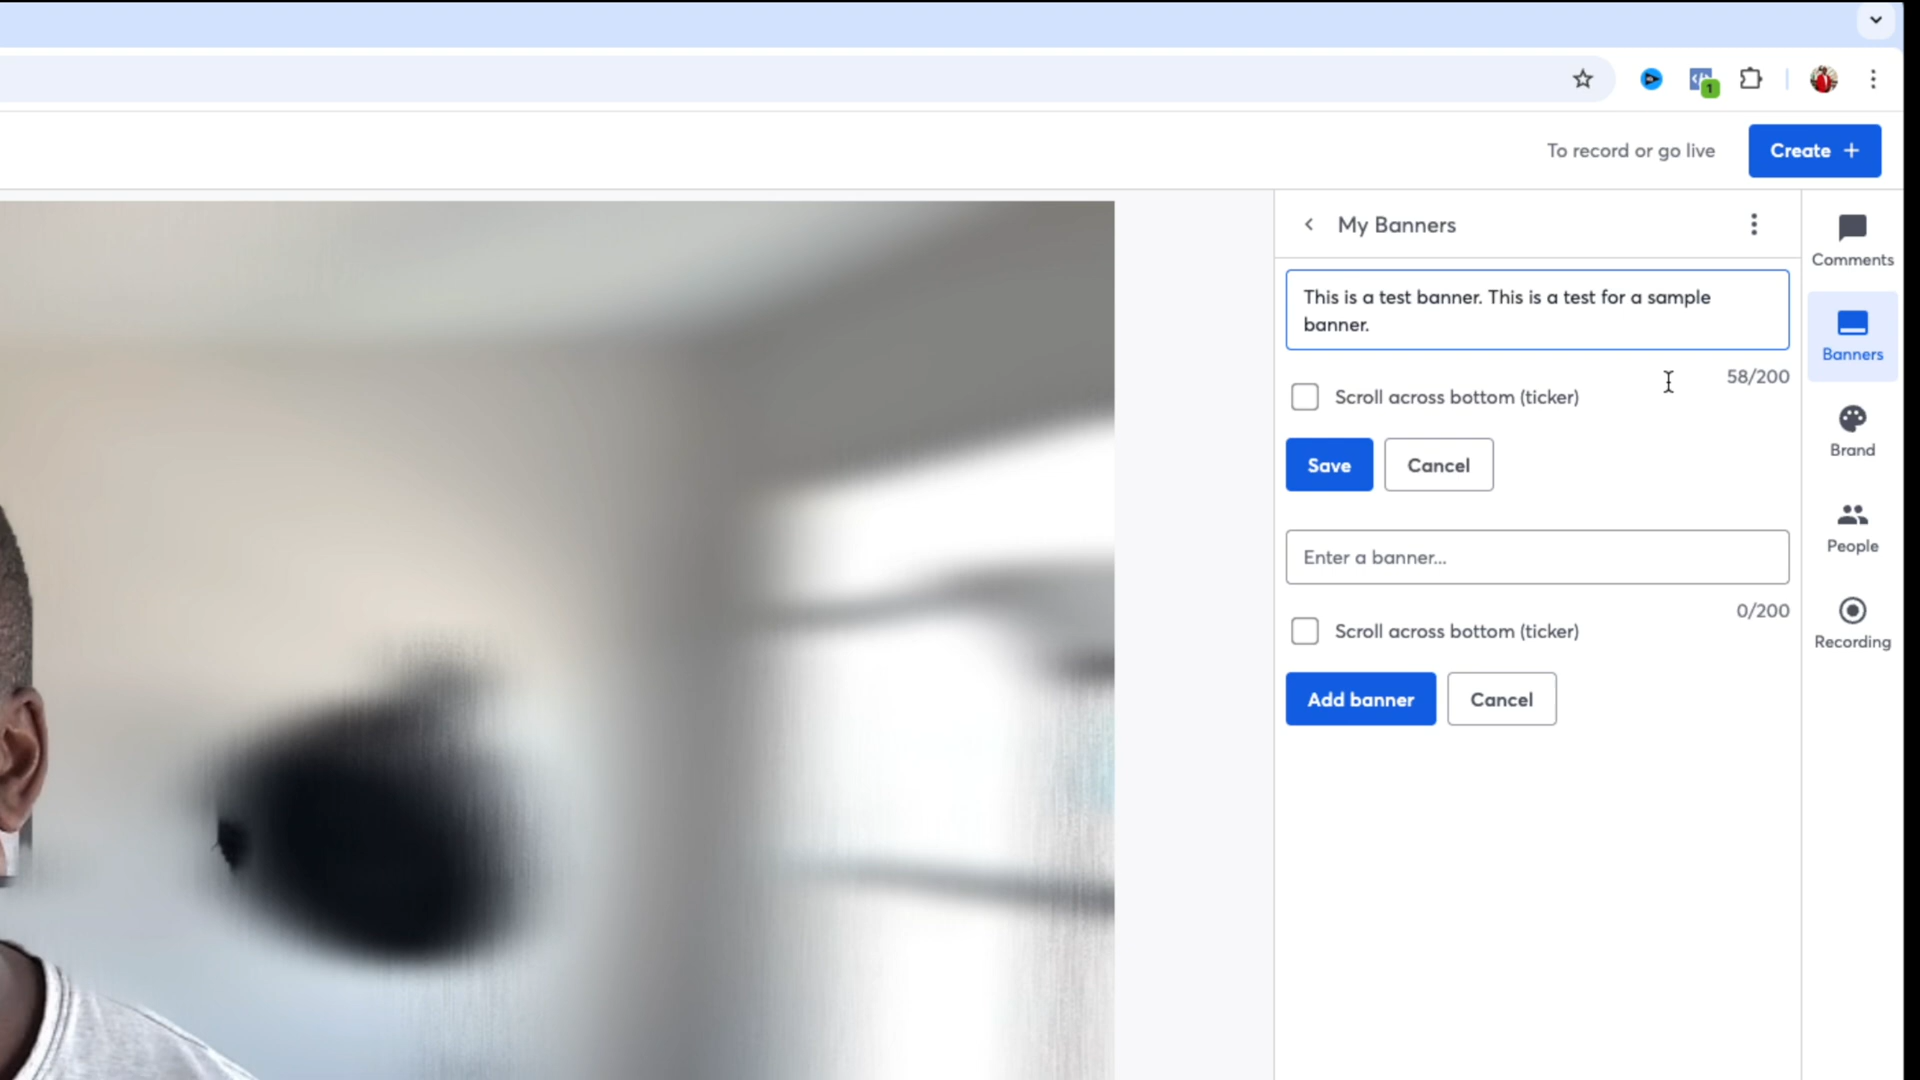 1
To record or go live
Create +
My Banners
Comments
This is a test banner. This is a test for a sample
banner.
58/200
Scroll across bottom (ticker)
Banners
Save
Cancel
Brand
Enter a banner...
People
0/200
Scroll across bottom (ticker)
Recording
Add banner
Cancel